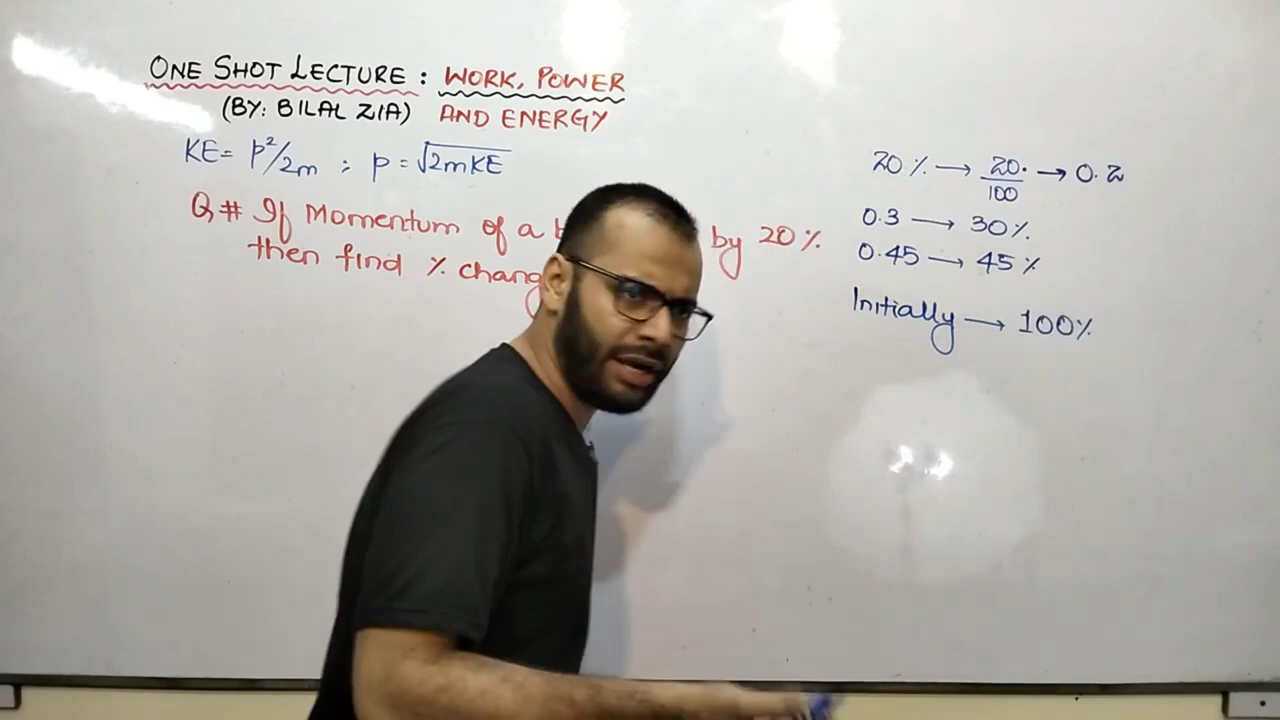 ONE SHOT LECTURE : WORK, POWER
(BY: BILAL ZIA) AND ENERGY
KE = P²/2m ; P = √2mKE
Q# If Momentum of a by 20%
then find % chang
20% → 20/100 → 0.2
0.3 → 30%
0.45 → 45%
Initially → 100%